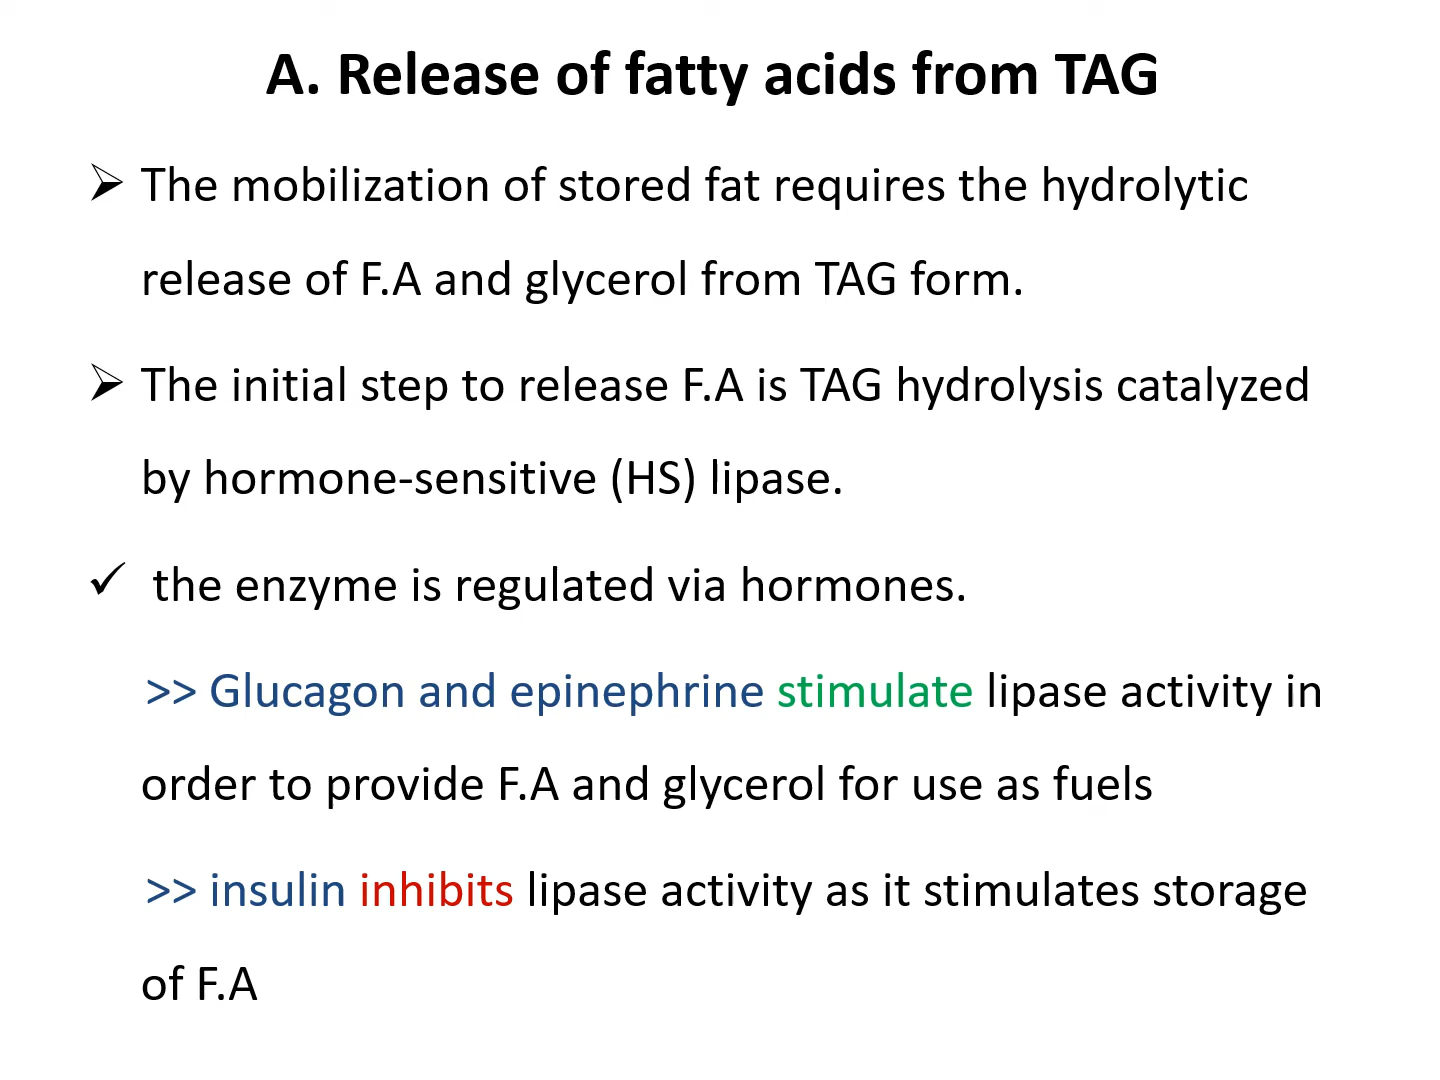 A. Release of fatty acids from TAG
➢ The mobilization of stored fat requires the hydrolytic
release of F.A and glycerol from TAG form.
➢ The initial step to release F.A is TAG hydrolysis catalyzed
by hormone-sensitive (HS) lipase.
✓ the enzyme is regulated via hormones.
>> Glucagon and epinephrine stimulate lipase activity in
order to provide F.A and glycerol for use as fuels
>> insulin inhibits lipase activity as it stimulates storage
of F.A